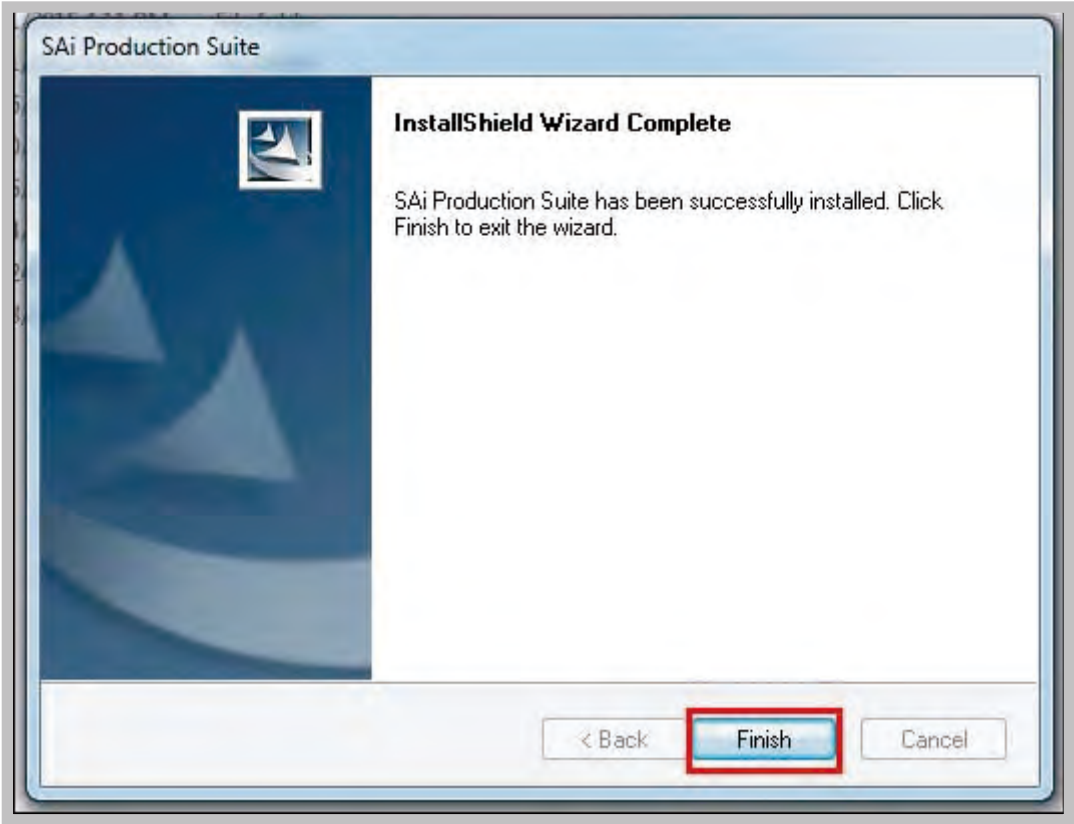 SAi Production Suite
InstallShield Wizard Complete
SAi Production Suite has been successfully installed. Click
Finish to exit the wizard.
< Back
Finish
Cancel